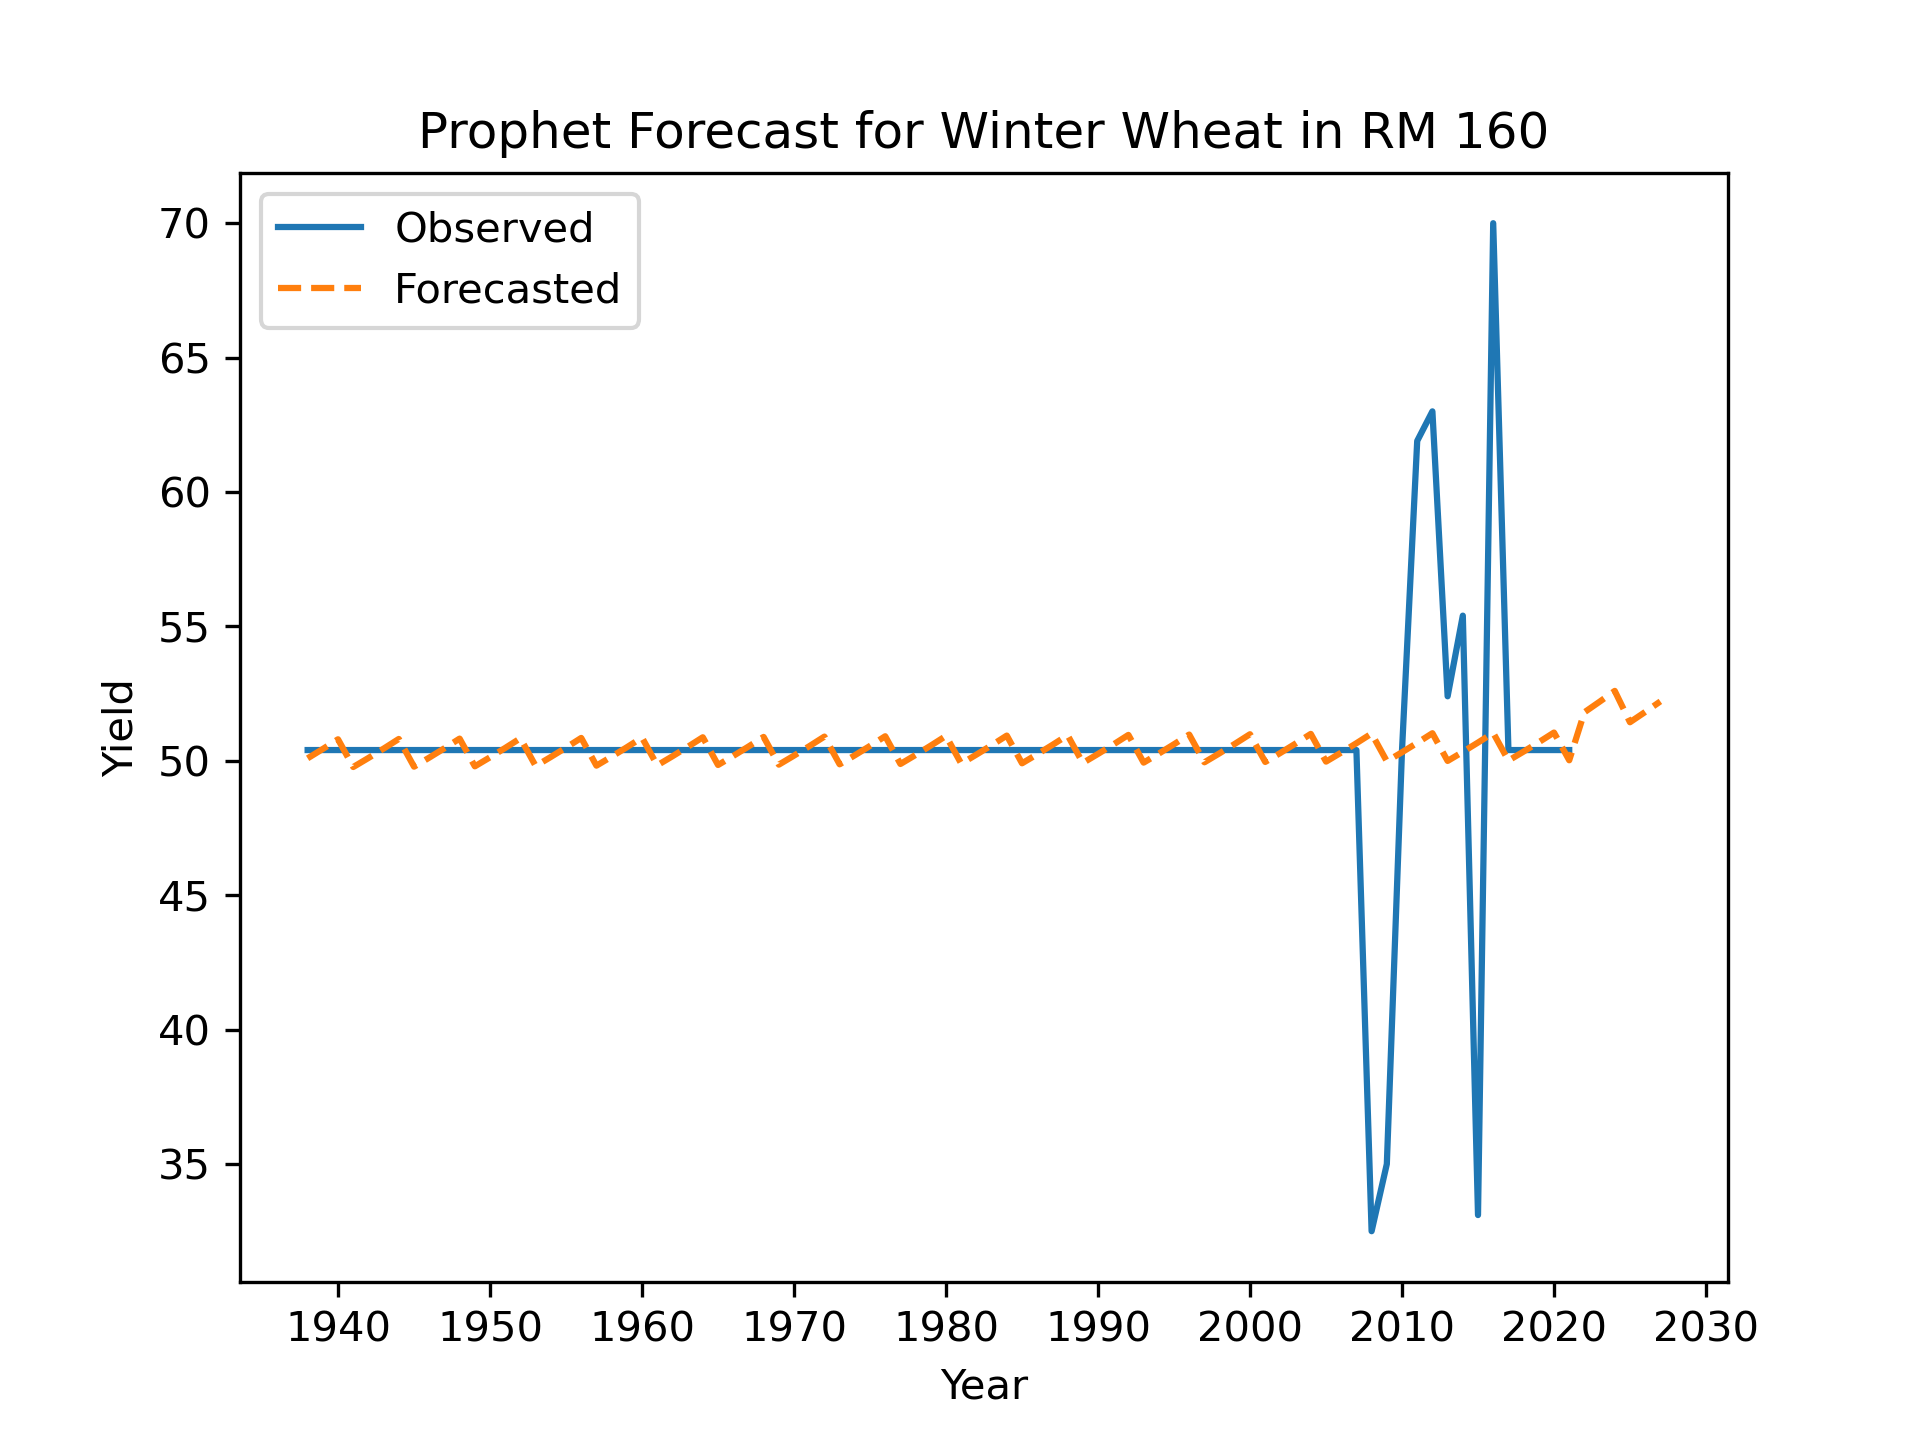 Prophet Forecast for Winter Wheat in RM 160
Observed
Forecasted
70
65
60
55
50
45
40
35
Yield
1940 1950 1960 1970 1980 1990 2000 2010 2020 2030
Year